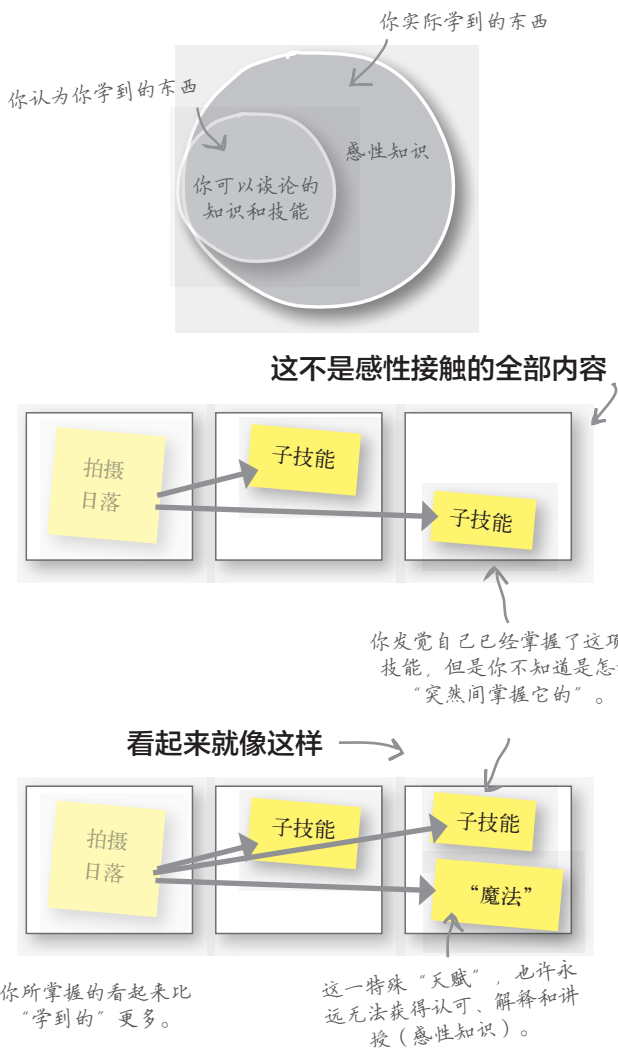 你实际学到的东西
你认为你学到的东西
感性知识
你可以谈论的
知识和技能
这不是感性接触的全部内容
拍摄
日落
子技能
子技能
你发觉自己已经掌握了这项
技能，但是你不知道是怎
“突然间掌握它的”。
看起来就像这样
拍摄
日落
子技能
子技能
“魔法”
你所掌握的看起来比
“学到的”更多。
这一特殊“天赋”，也许永
远无法获得认可、解释和讲
授（感性知识）。